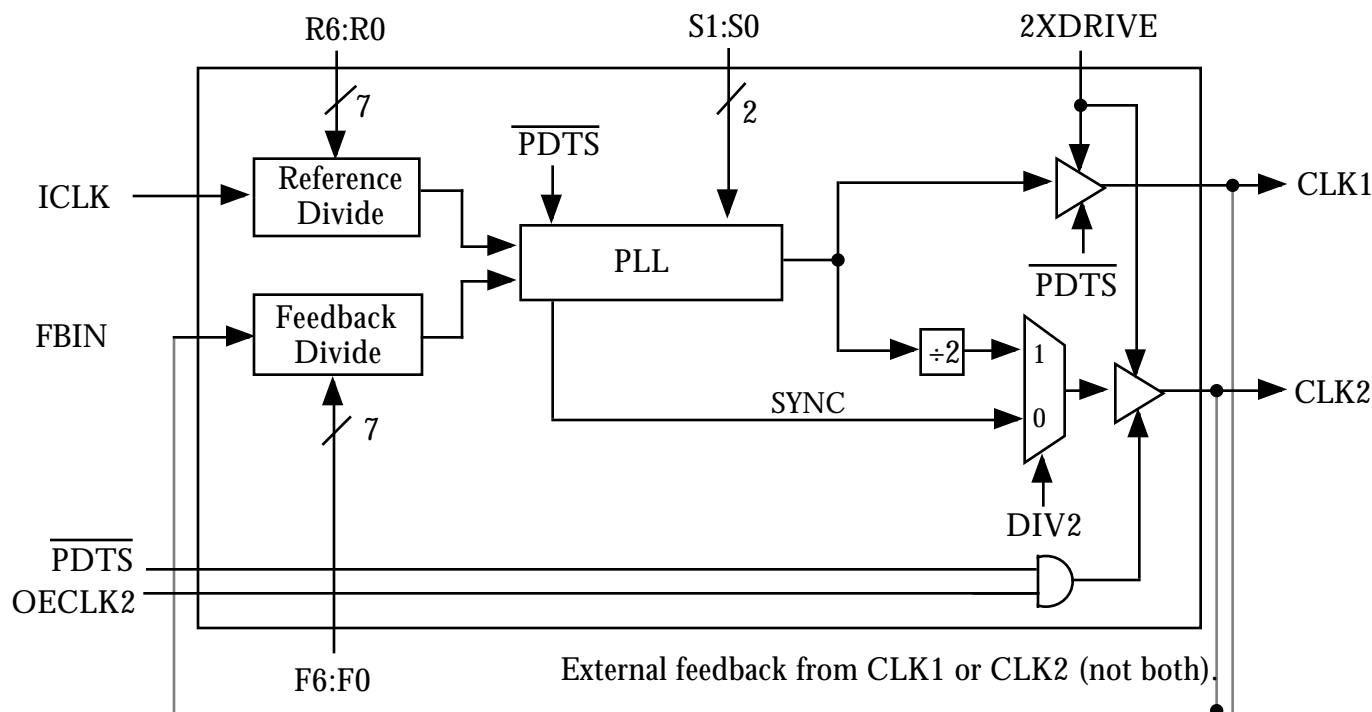 R6:R0
S1:S0
2XDRIVE
7
2
PDTS
ICLK
Reference
Divide
CLK1
PLL
PDTS
FBIN
Feedback
Divide
÷2
1
SYNC
0
CLK2
7
DIV2
PDTS
OECLK2
F6:F0
External feedback from CLK1 or CLK2 (not both).